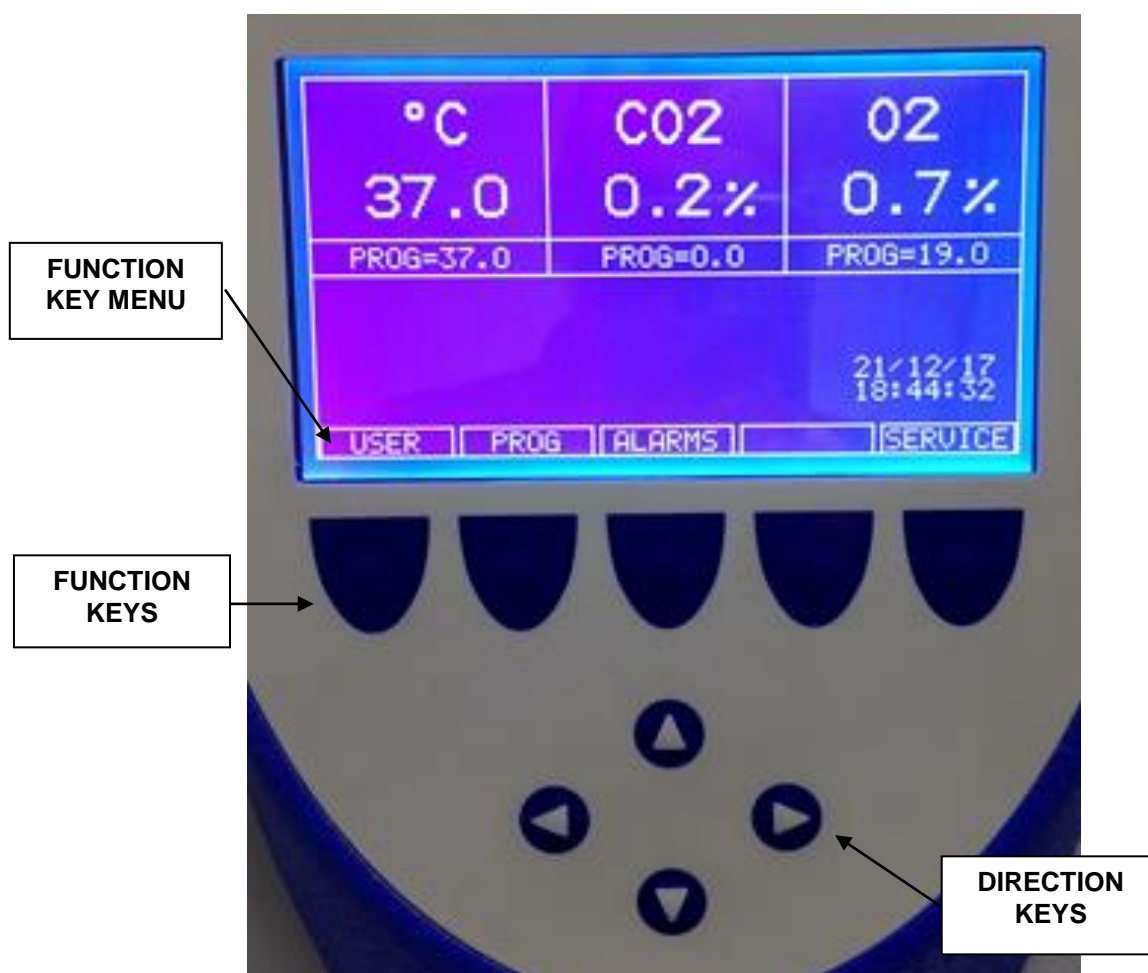 °C CO2 O2
37.0 0.2% 0.7%
PROG=37.0 PROG=0.0 PROG=19.0
FUNCTION
KEY MENU
21/12/17
18:44:32
USER PROG ALARMS SERVICE
FUNCTION
KEYS
DIRECTION
KEYS